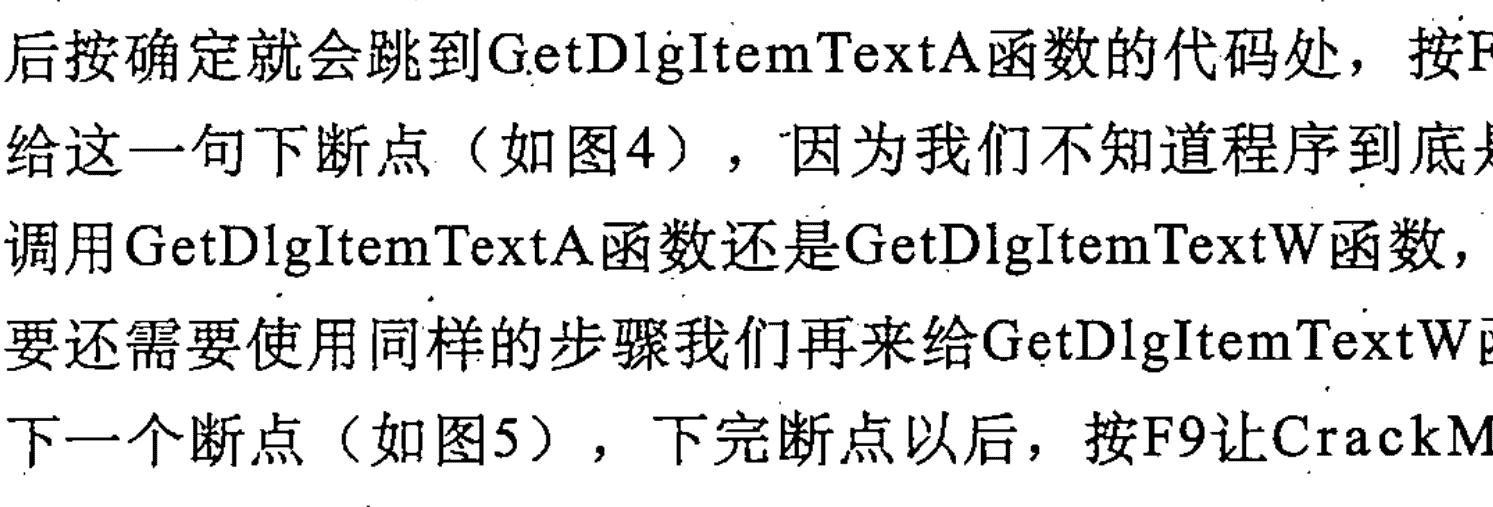 后按确定就会跳到GetDlgItemTextA函数的代码处，按F
给这一句下断点（如图4），因为我们不知道程序到底是
调用GetDlgItemTextA函数还是GetDlgItemTextW函数，
要还需要使用同样的步骤我们再来给GetDlgItemTextW函
下一个断点（如图5），下完断点以后，按F9让CrackM